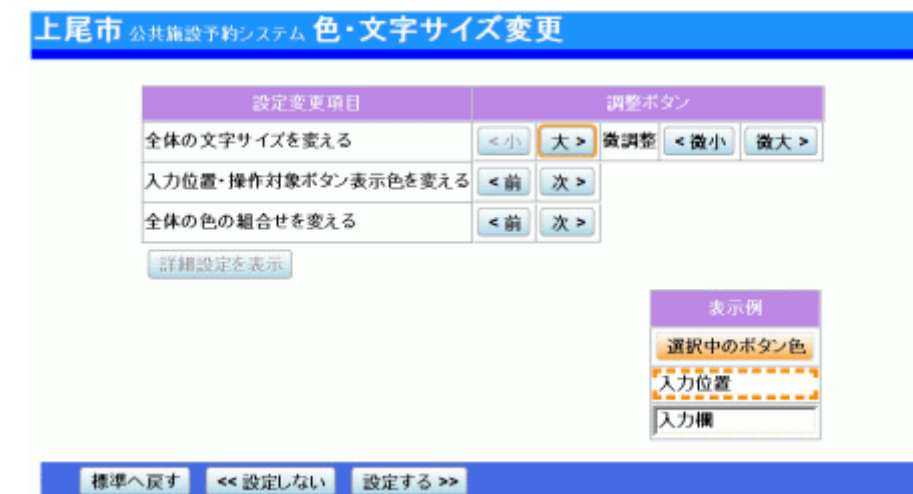 上尾市 公共施設予約システム 色・文字サイズ変更
設定変更項目 調整ボタン
全体の文字サイズを変える <小 大> 微調整 <微小 微大>
入力位置・操作対象ボタン表示色を変える <前 次>
全体の色の組合せを変える <前 次>
詳細設定を表示
表示例
選択中のボタン色
入力位置
入力欄
標準へ戻す <<設定しない 設定する>>